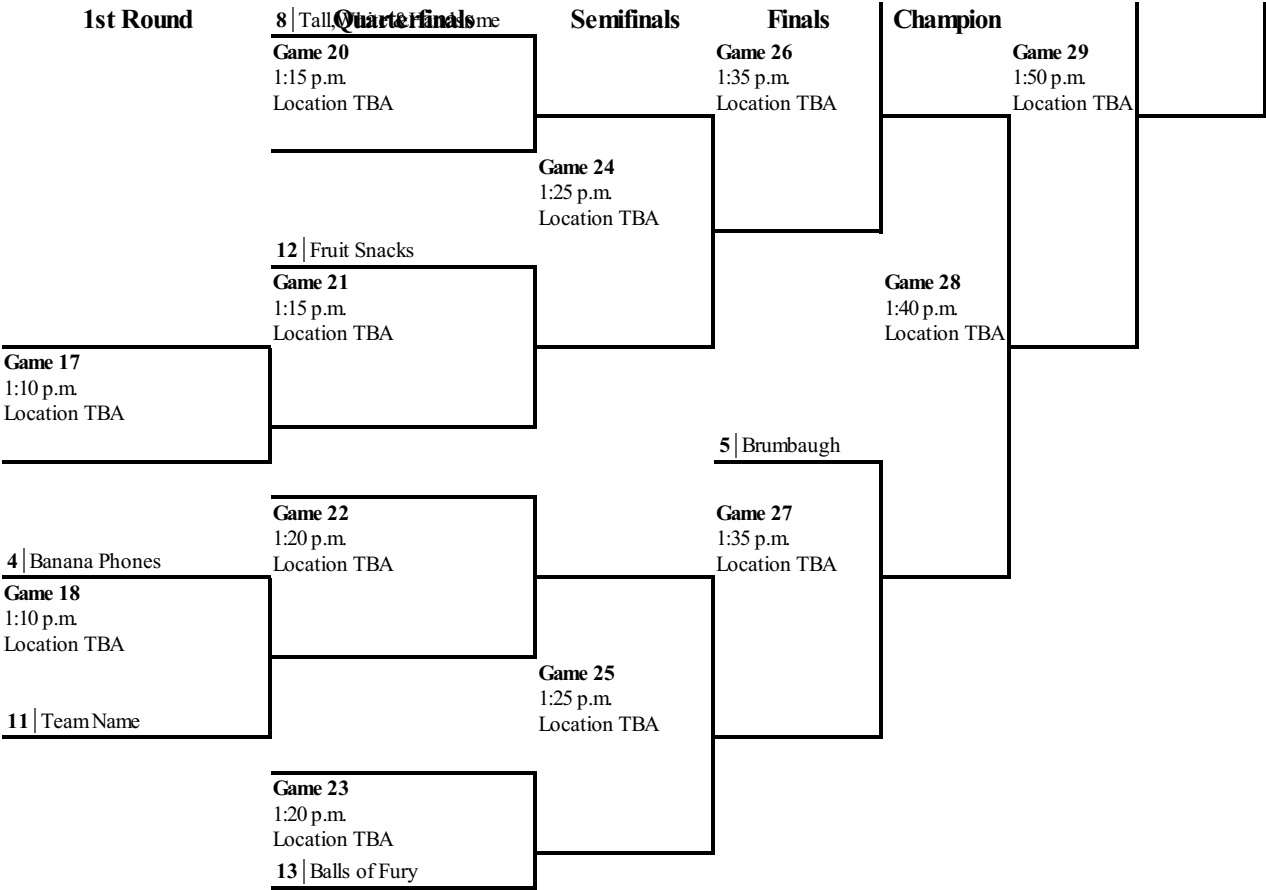 1st Round Quarterfinals Semifinals Finals Champion
8 Tall, White & Handsome
Game 20
1:15 p.m.
Location TBA
Game 26
1:35 p.m.
Location TBA
Game 29
1:50 p.m.
Location TBA
Game 24
1:25 p.m.
Location TBA
12 Fruit Snacks
Game 21
1:15 p.m.
Location TBA
Game 28
1:40 p.m.
Location TBA
Game 17
1:10 p.m.
Location TBA
5 Brumbaugh
Game 22
1:20 p.m.
Location TBA
Game 27
1:35 p.m.
Location TBA
4 Banana Phones
Game 18
1:10 p.m.
Location TBA
Game 25
1:25 p.m.
Location TBA
11 Team Name
Game 23
1:20 p.m.
Location TBA
13 Balls of Fury